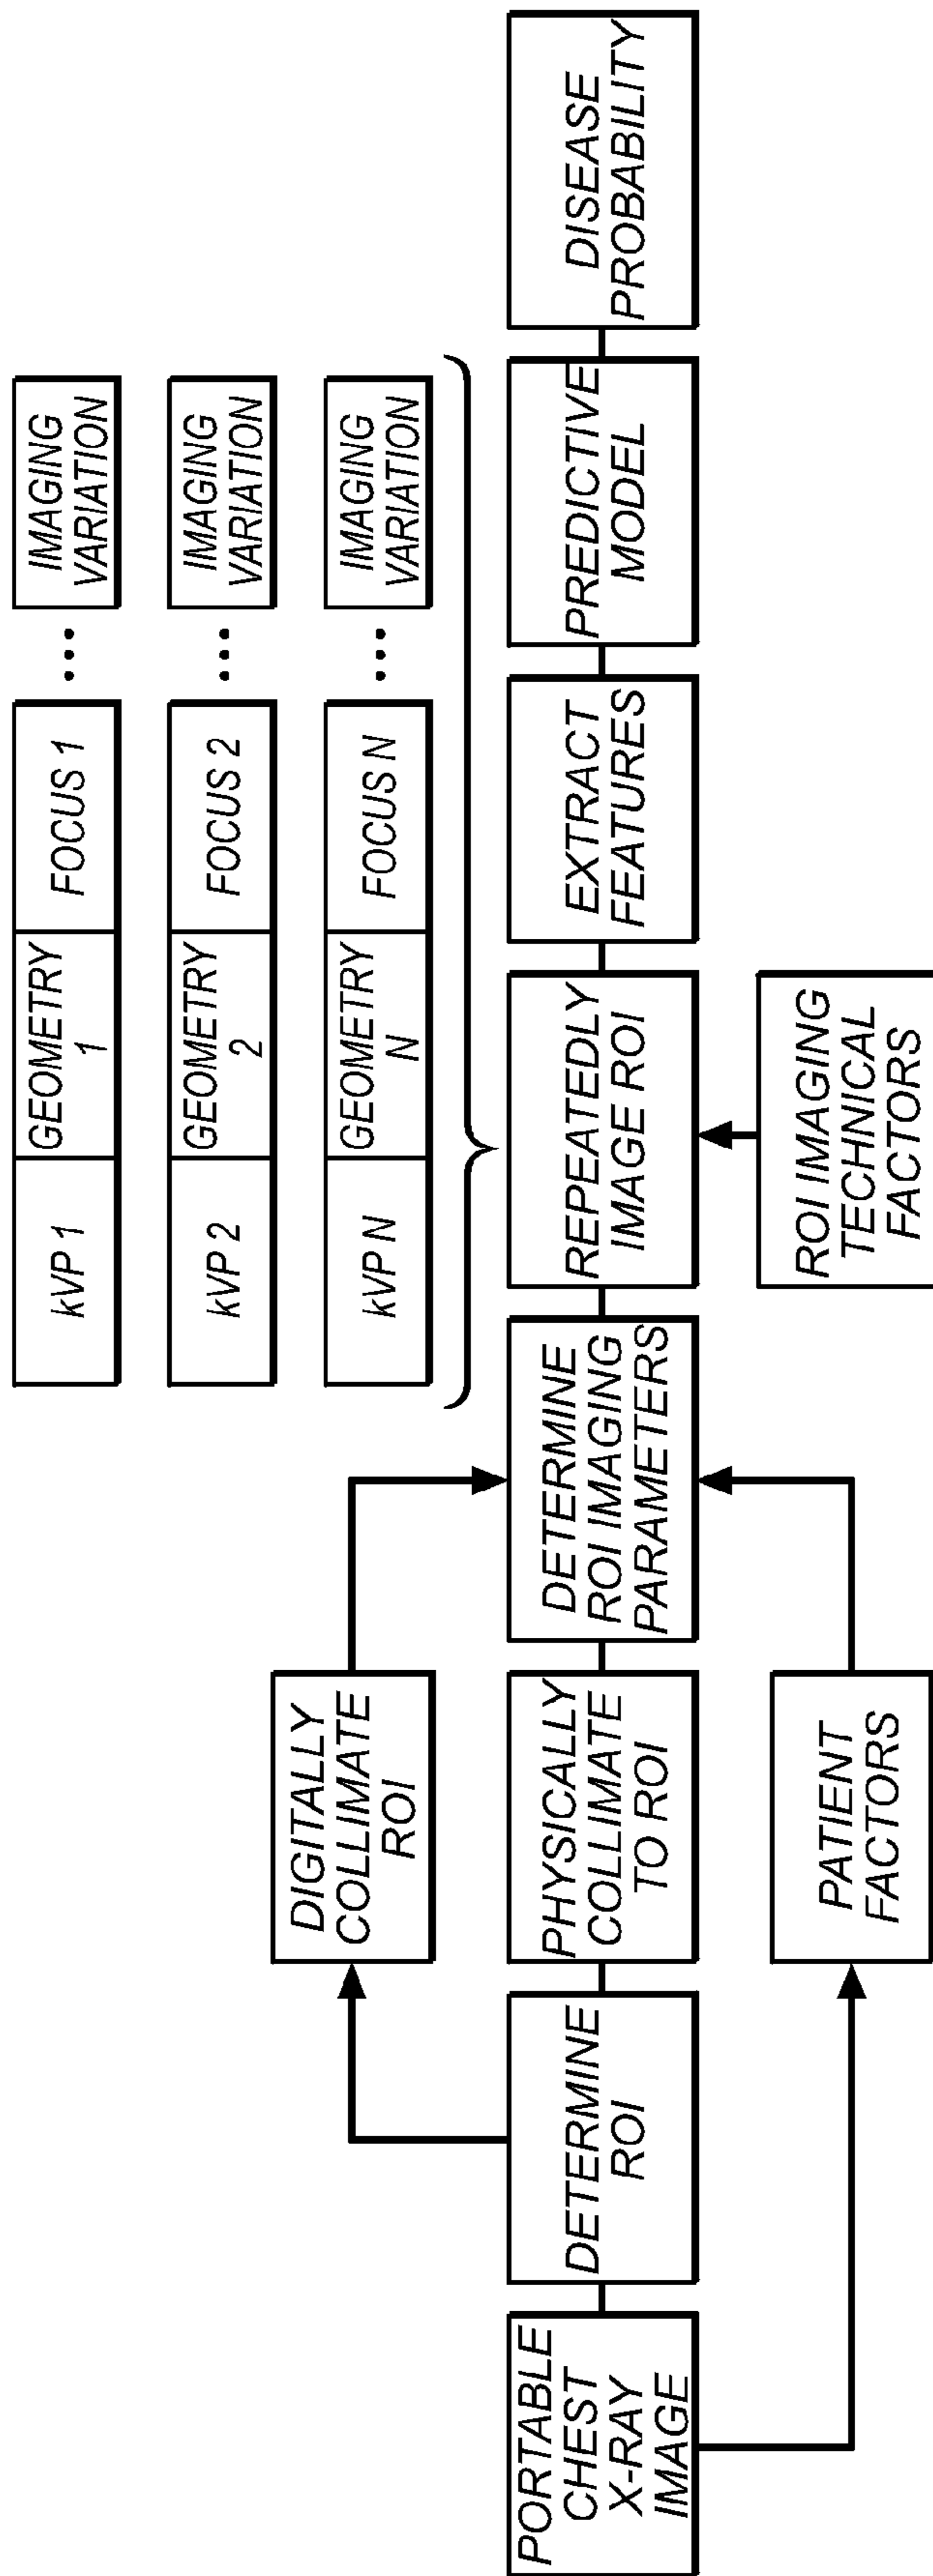 kVP 1
GEOMETRY
1
FOCUS 1
...
IMAGING
VARIATION
kVP 2
GEOMETRY
2
FOCUS 2
...
IMAGING
VARIATION
kVP N
GEOMETRY
N
FOCUS N
...
IMAGING
VARIATION
DIGITALLY
COLLIMATE
ROI
PORTABLE
CHEST
X-RAY
IMAGE
DETERMINE
ROI
PHYSICALLY
COLLIMATE
TO ROI
DETERMINE
ROI IMAGING
PARAMETERS
REPEATEDLY
IMAGE ROI
EXTRACT
FEATURES
PREDICTIVE
MODEL
DISEASE
PROBABILITY
PATIENT
FACTORS
ROI IMAGING
TECHNICAL
FACTORS